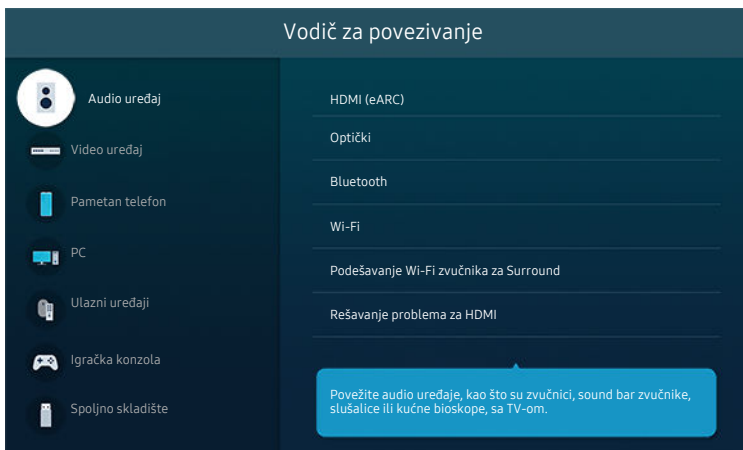 Vodič za povezivanje
Audio uređaj
Video uređaj
Pametan telefon
PC
Ulazni uređaji
Igračka konzola
Spoljno skladište
HDMI (eARC)
Optički
Bluetooth
Wi-Fi
Podešavanje Wi-Fi zvučnika za Surround
Rešavanje problema za HDMI
Povežite audio uređaje, kao što su zvučnici, sound bar zvučnike,
slušalice ili kućne bioskope, sa TV-om.